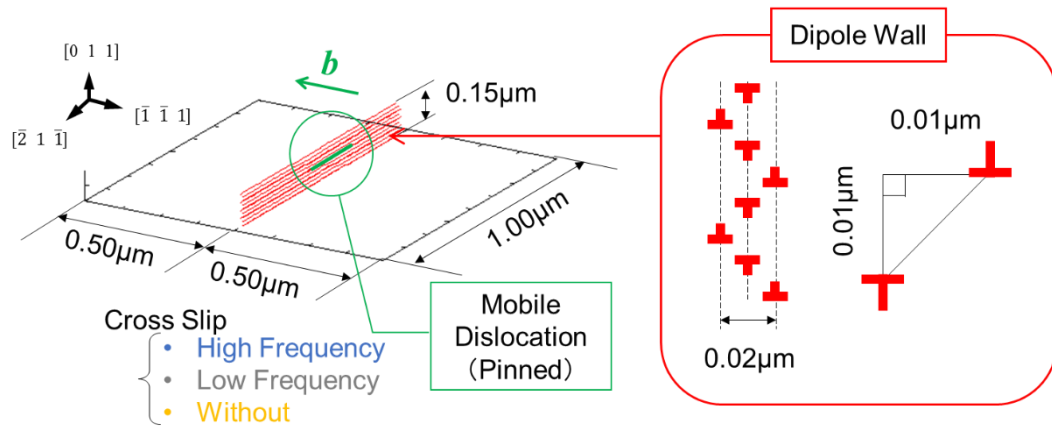 [0 1 1]
[1̅ 1̅ 1]
[2̅ 1 1̅]
b
0.15μm
0.50μm
0.50μm
1.00μm
Cross Slip
• High Frequency
• Low Frequency
• Without
Mobile
Dislocation
(Pinned)
Dipole Wall
0.02μm
0.01μm
0.01μm